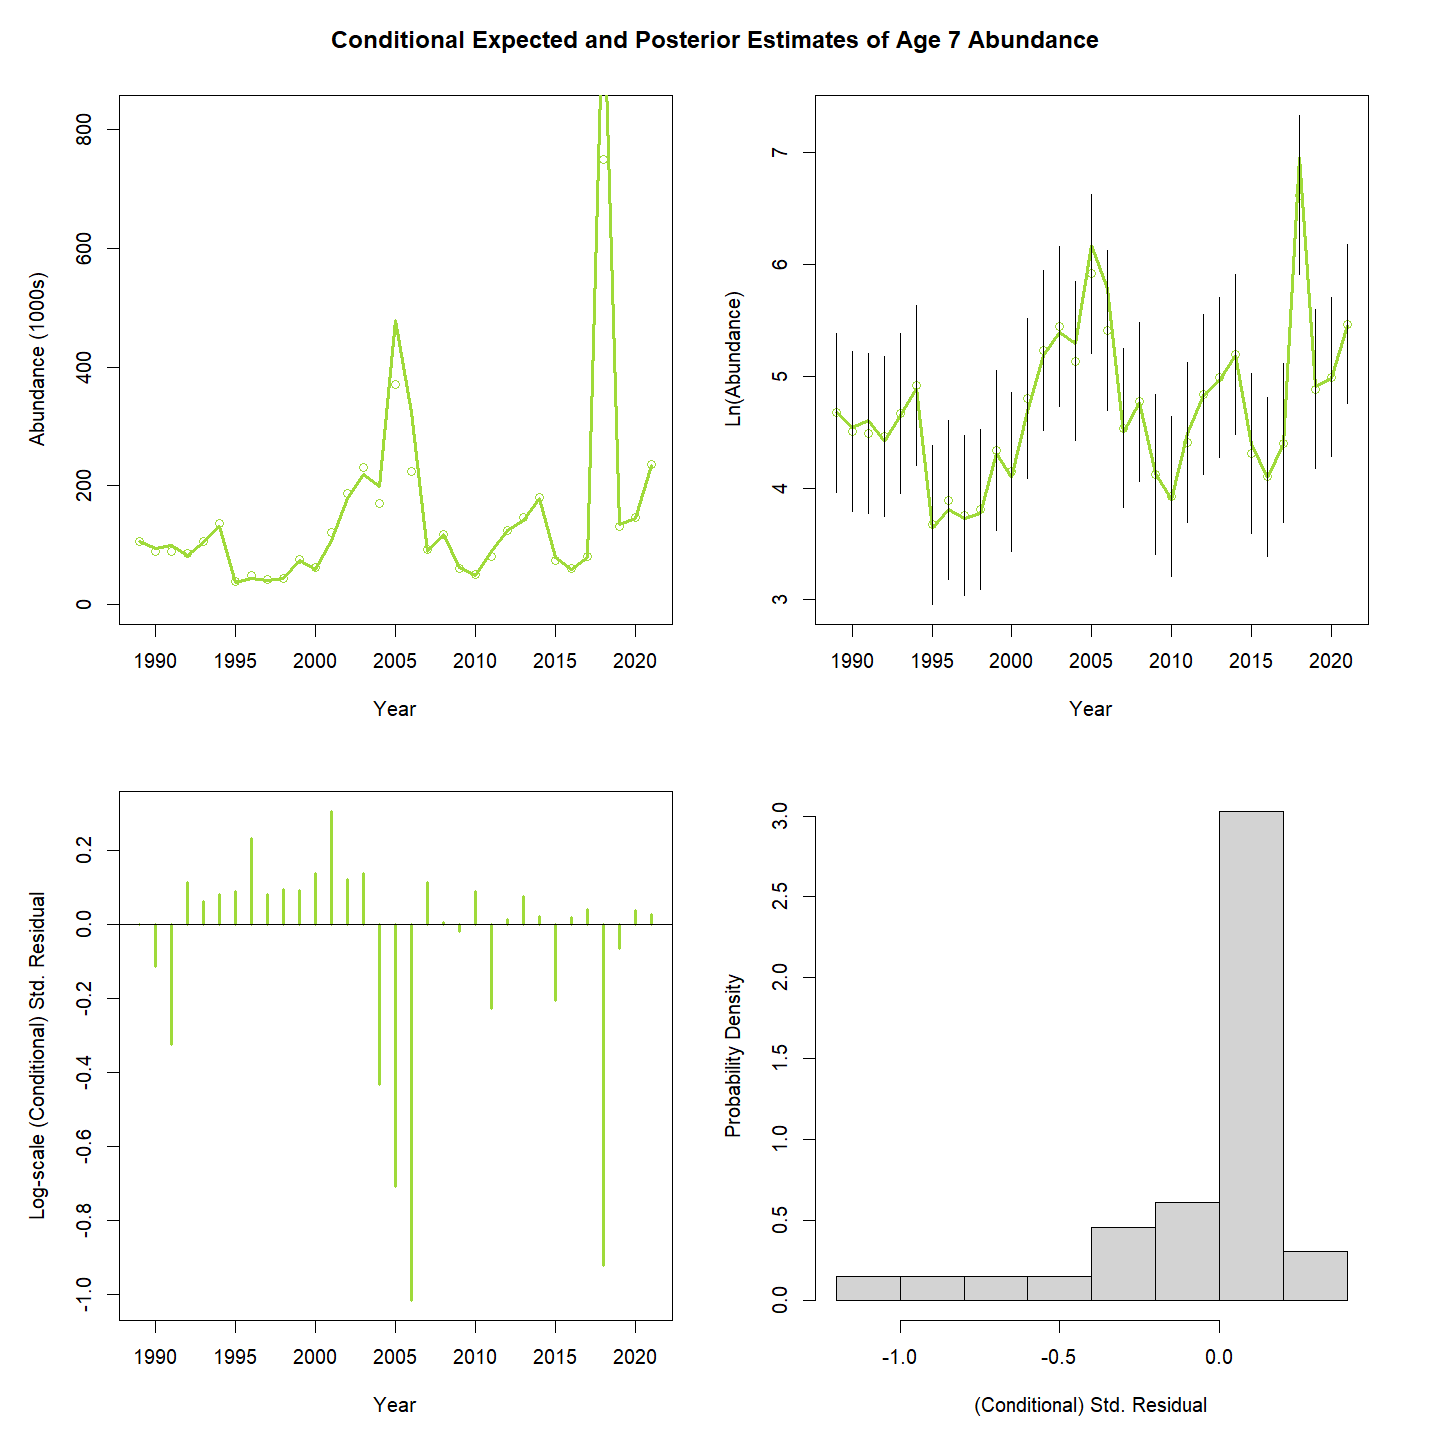 Conditional Expected and Posterior Estimates of Age 7 Abundance
Abundance (1000s)
0
200
400
600
800
1990 1995 2000 2005 2010 2015 2020
Year
Ln(Abundance)
3
4
5
6
7
1990 1995 2000 2005 2010 2015 2020
Year
Log-scale (Conditional) Std. Residual
-1.0
-0.8
-0.6
-0.4
-0.2
0.0
0.2
1990 1995 2000 2005 2010 2015 2020
Year
Probability Density
0.0
0.5
1.0
1.5
2.0
2.5
3.0
-1.0 -0.5 0.0
(Conditional) Std. Residual